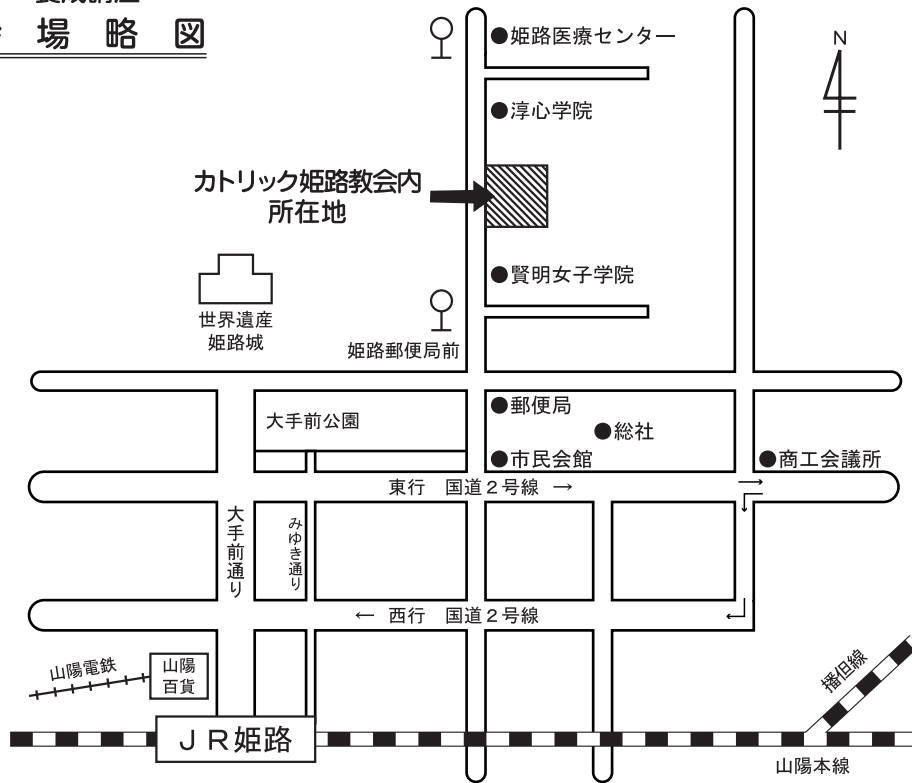 場略図
姫路医療センター
N
淳心学院
カトリック姫路教会内
所在地
賢明女子学院
世界遺産
姫路城
姫路郵便局前
郵便局
大手前公園
総社
市民会館
商工会議所
東行 国道2号線 →
大手前通り
みゆき通り
← 西行 国道2号線
山陽電鉄
山陽
百貨
播但線
JR姫路
山陽本線